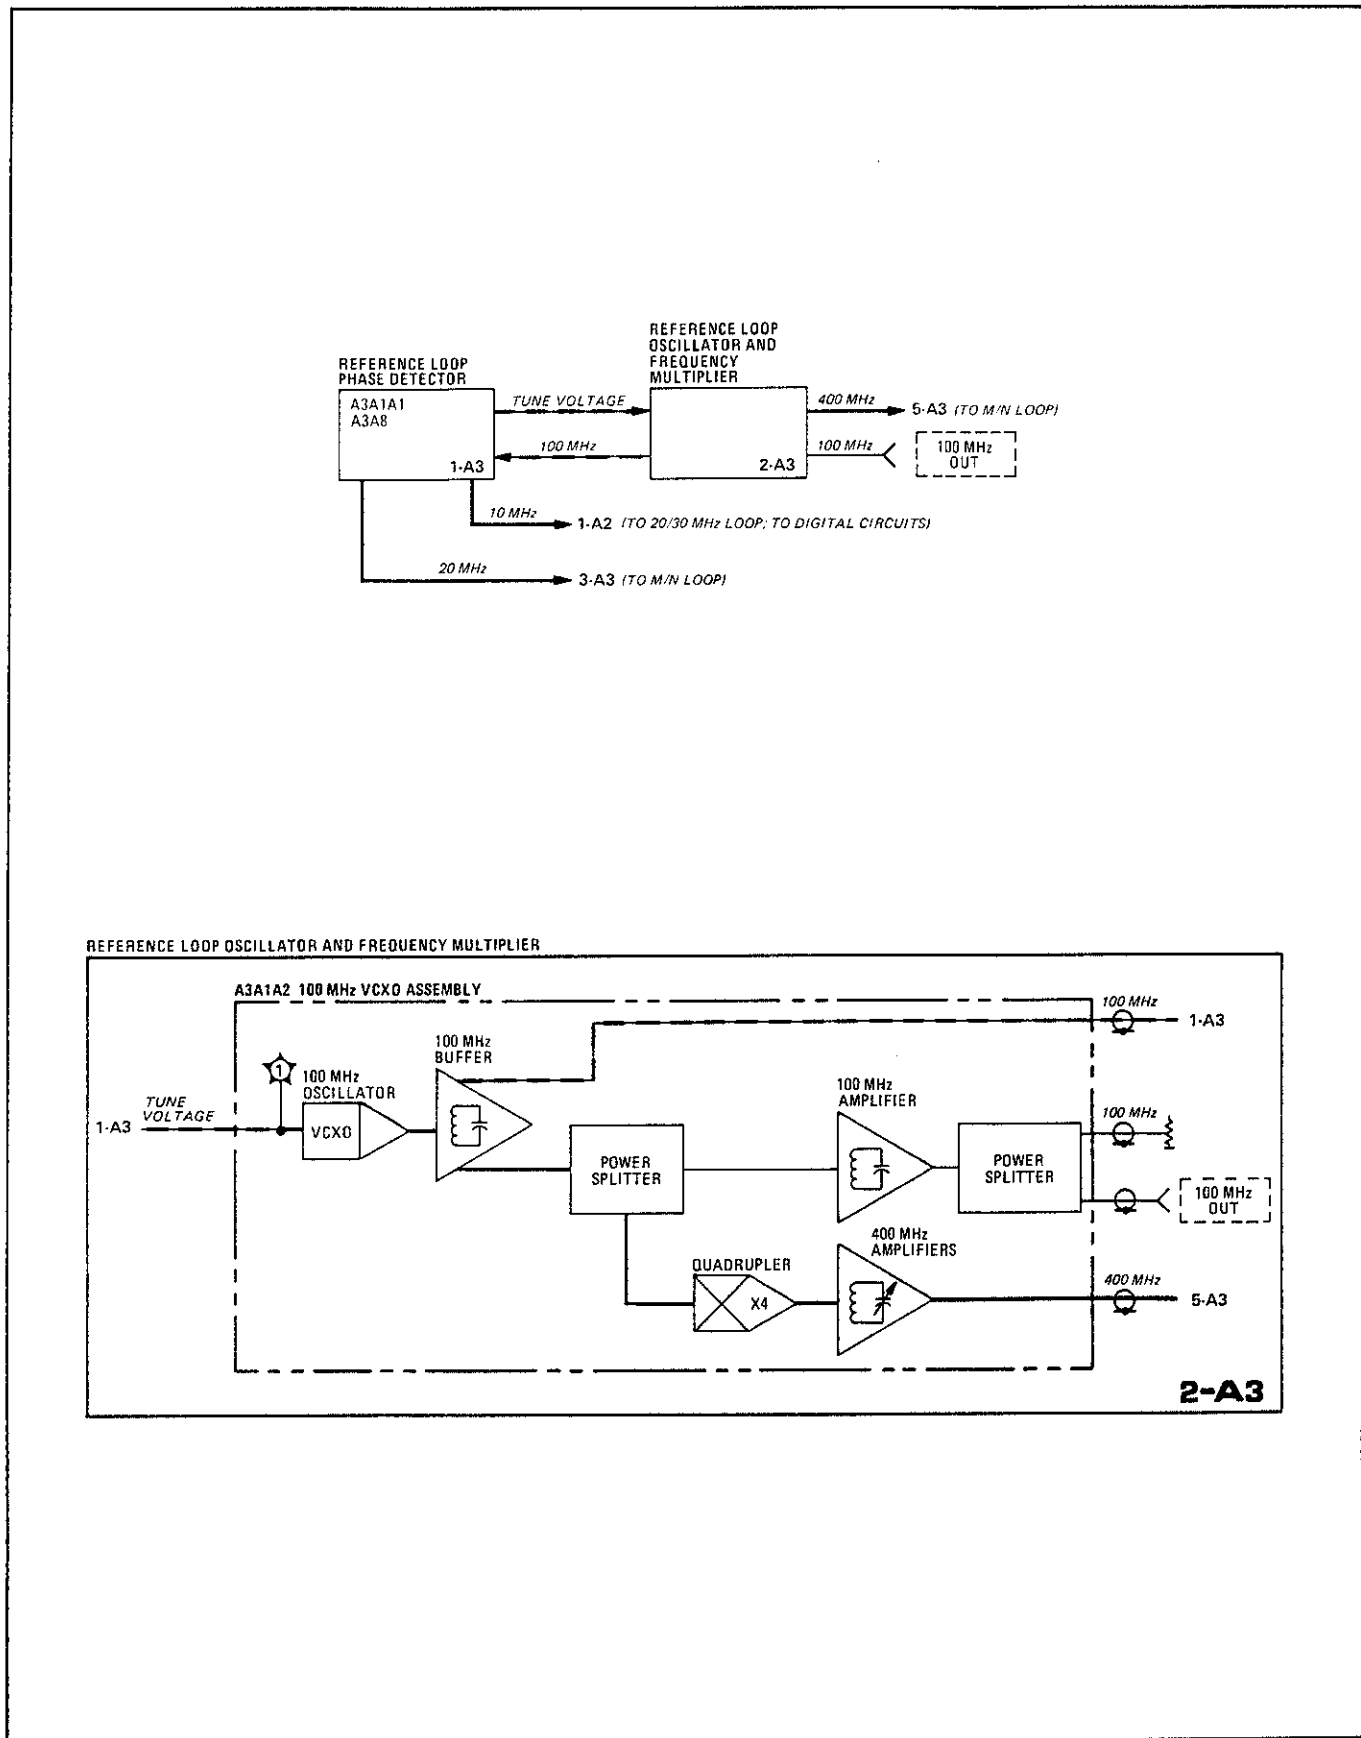 REFERENCE LOOP
PHASE DETECTOR
A3A1A1
A3A8
1-A3
TUNE VOLTAGE
100 MHz
REFERENCE LOOP
OSCILLATOR AND
FREQUENCY
MULTIPLIER
2-A3
400 MHz
5-A3 (TO M/N LOOP)
100 MHz
100 MHz
OUT
10 MHz
1-A2 (TO 20/30 MHz LOOP; TO DIGITAL CIRCUITS)
20 MHz
3-A3 (TO M/N LOOP)
REFERENCE LOOP OSCILLATOR AND FREQUENCY MULTIPLIER
A3A1A2 100 MHz VCXO ASSEMBLY
100 MHz
1-A3
1
100 MHz
OSCILLATOR
100 MHz
BUFFER
TUNE
VOLTAGE
1-A3
VCXO
POWER
SPLITTER
100 MHz
AMPLIFIER
POWER
SPLITTER
100 MHz
100 MHz
OUT
QUADRUPLER
X4
400 MHz
AMPLIFIERS
400 MHz
5-A3
2-A3